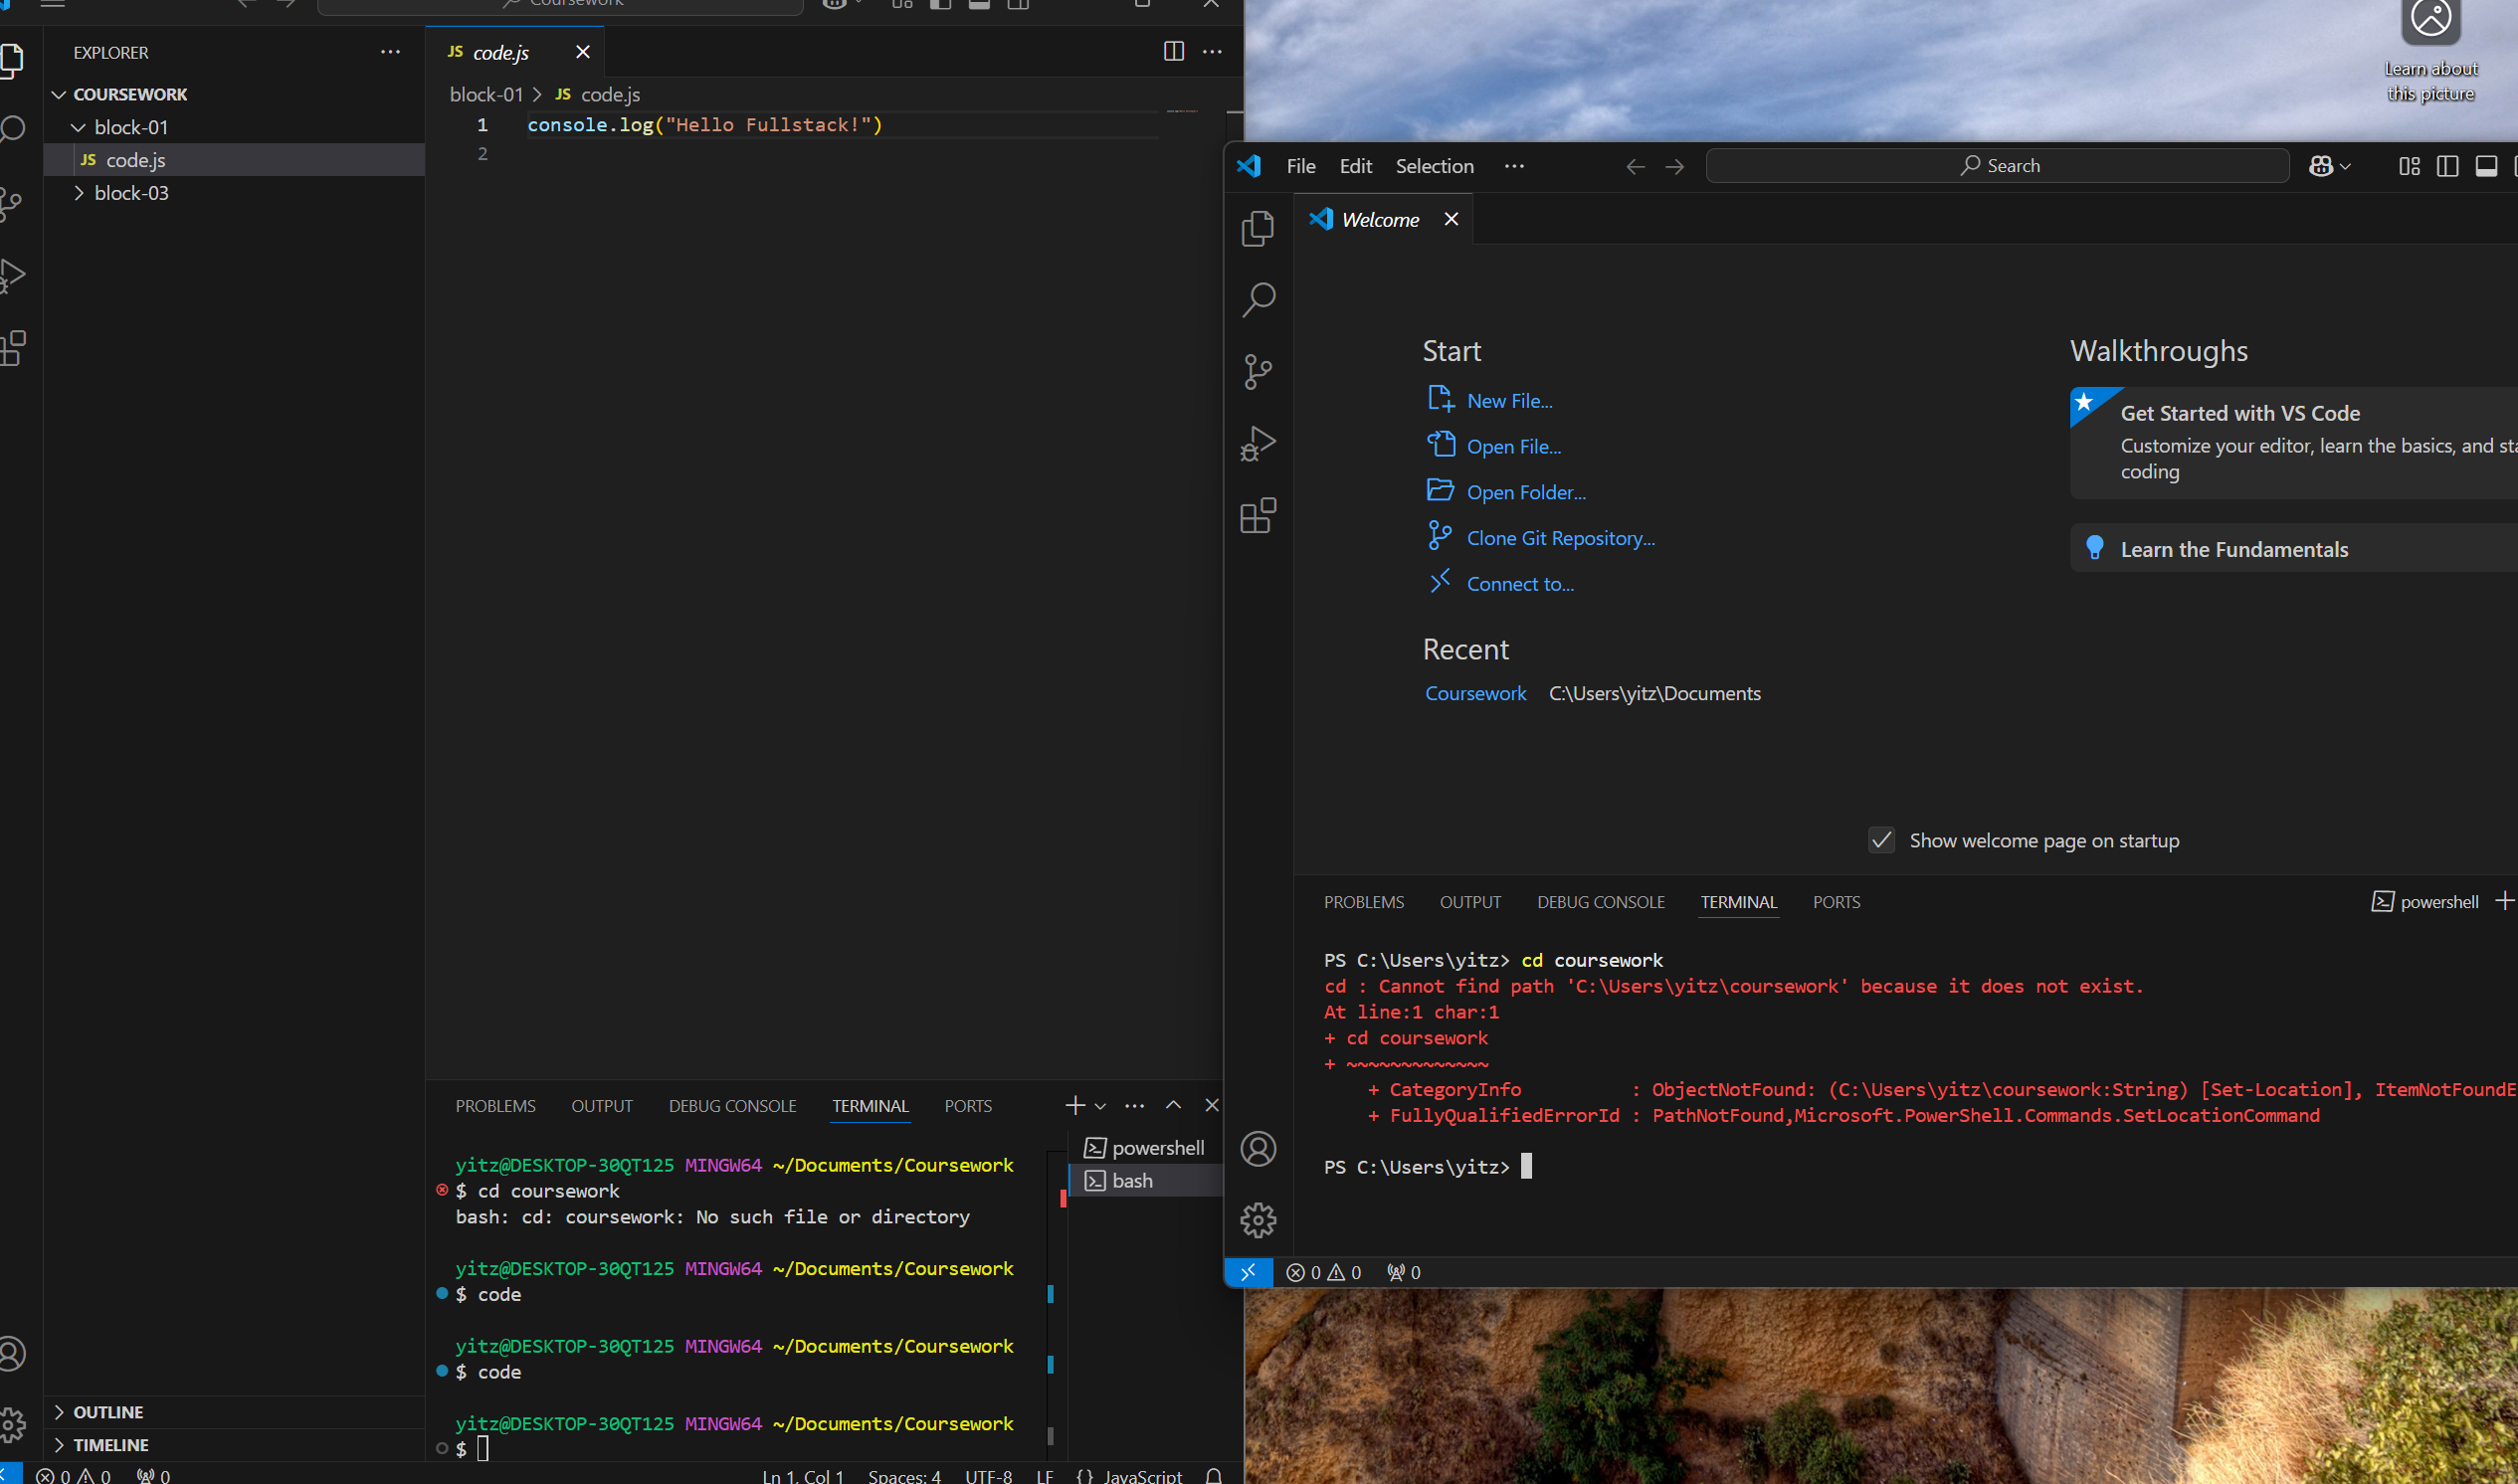 Coursework
EXPLORER
COURSEWORK
block-01
JS code.js
block-03
JS code.js
block-01 > JS code.js
1 console.log("Hello Fullstack!")
2
PROBLEMS OUTPUT DEBUG CONSOLE TERMINAL PORTS
powershell
bash
yitz@DESKTOP-30QT125 MINGW64 ~/Documents/Coursework
$ cd coursework
bash: cd: coursework: No such file or directory
yitz@DESKTOP-30QT125 MINGW64 ~/Documents/Coursework
$ code
yitz@DESKTOP-30QT125 MINGW64 ~/Documents/Coursework
$ code
yitz@DESKTOP-30QT125 MINGW64 ~/Documents/Coursework
$
OUTLINE
TIMELINE
0 0 0
Ln 1, Col 1 Spaces: 4 UTF-8 LF {} JavaScript
Learn about
this picture
File Edit Selection ··· Search
Welcome
Start
New File...
Open File...
Open Folder...
Clone Git Repository...
Connect to...
Recent
Coursework C:\Users\yitz\Documents
Walkthroughs
Get Started with VS Code
Customize your editor, learn the basics, and sta
coding
Learn the Fundamentals
Show welcome page on startup
PROBLEMS OUTPUT DEBUG CONSOLE TERMINAL PORTS
powershell
PS C:\Users\yitz> cd coursework
cd : Cannot find path 'C:\Users\yitz\coursework' because it does not exist.
At line:1 char:1
+ cd coursework
+ ~~~~~~~~~~~~~
+ CategoryInfo : ObjectNotFound: (C:\Users\yitz\coursework:String) [Set-Location], ItemNotFoundE
+ FullyQualifiedErrorId : PathNotFound,Microsoft.PowerShell.Commands.SetLocationCommand
PS C:\Users\yitz>
0 0 0